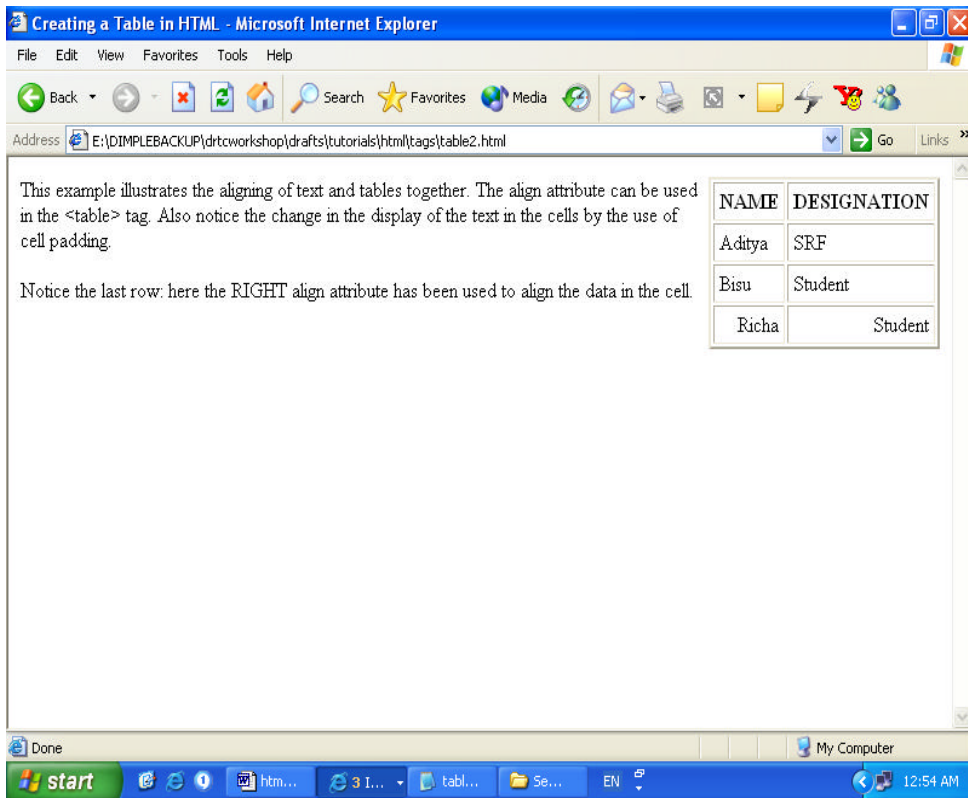 Creating a Table in HTML - Microsoft Internet Explorer
File Edit View Favorites Tools Help
Back Search Favorites Media
Address E:\DIMPLEBACKUP\drtcworkshop\drafts\tutorials\html\tags\table2.html Go Links »
This example illustrates the aligning of text and tables together. The align attribute can be used
in the <table> tag. Also notice the change in the display of the text in the cells by the use of
cell padding.
Notice the last row: here the RIGHT align attribute has been used to align the data in the cell.
NAME DESIGNATION
Aditya SRF
Bisu Student
Richa Student
Done My Computer
start htm... 3 I... tabl... Se... EN 12:54 AM